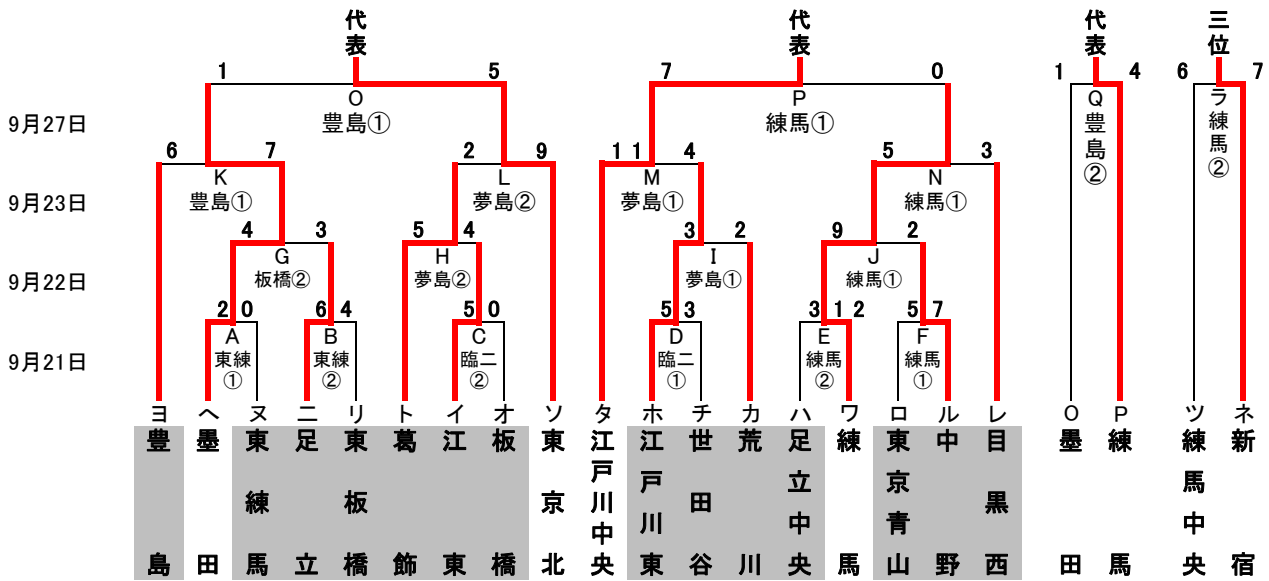 代表 代表 代表 三位
1 5 7 0 1 4 6 7
O P Q ラ
9月27日 豊島① 練馬① 豊島② 練馬②
6 7 2 9 11 4 5 3
K L M N
9月23日 豊島① 夢島② 夢島① 練馬①
4 3 5 4 3 2 9 2
G H I J
9月22日 板橋② 夢島② 夢島① 練馬①
2 0 6 4 5 0 5 3 3 12 5 7
A B C D E F
9月21日 東練① 東練② 臨二② 臨二① 練馬② 練馬①
ヨ ヘ ヌ ニ リ ト イ オ ソ タ ホ チ カ ハ ワ ロ ル レ O P ツ ネ
豊島
墨田
東練馬
足立
東板橋
葛飾
江東
板橋
東京北
江戸川中央
江戸川東
世田谷
荒川
足立中央
練馬
東京青山
中野
目黒西
墨田
練馬
練馬中央
新宿